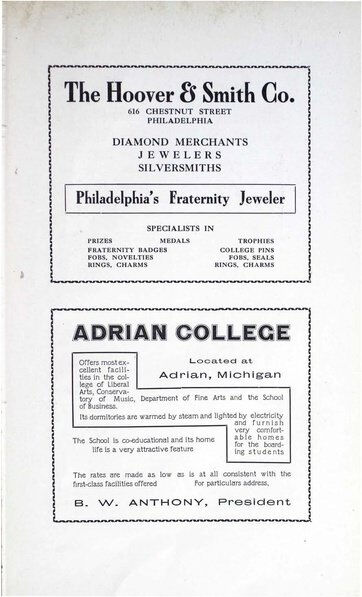 The Hoover & Smith Co.
616 CHESTNUT STREET
PHILADELPHIA
DIAMOND MERCHANTS
JEWELERS
SILVERSMITHS
Philadelphia's Fraternity Jeweler
SPECIALISTS IN
PRIZES MEDALS TROPHIES
FRATERNITY BADGES COLLEGE PINS
FOBS, NOVELTIES FOBS, SEALS
RINGS, CHARMS RINGS, CHARMS
ADRIAN COLLEGE
Offers most ex-
cellent facili-
ties in the col-
lege of Liberal
Arts, Conserva-
Located at
Adrian, Michigan
tory of Music, Department of Fine Arts and the School
of Business.
Its dormitories are warmed by steam and lighted by electricity
and furnish
very comfort-
able homes
for the board-
ing students
The School is co-educational and its home
life is a very attractive feature
The rates are made as low as is at all consistent with the
first-class facilities offered For particulars address,
B. W. ANTHONY, President